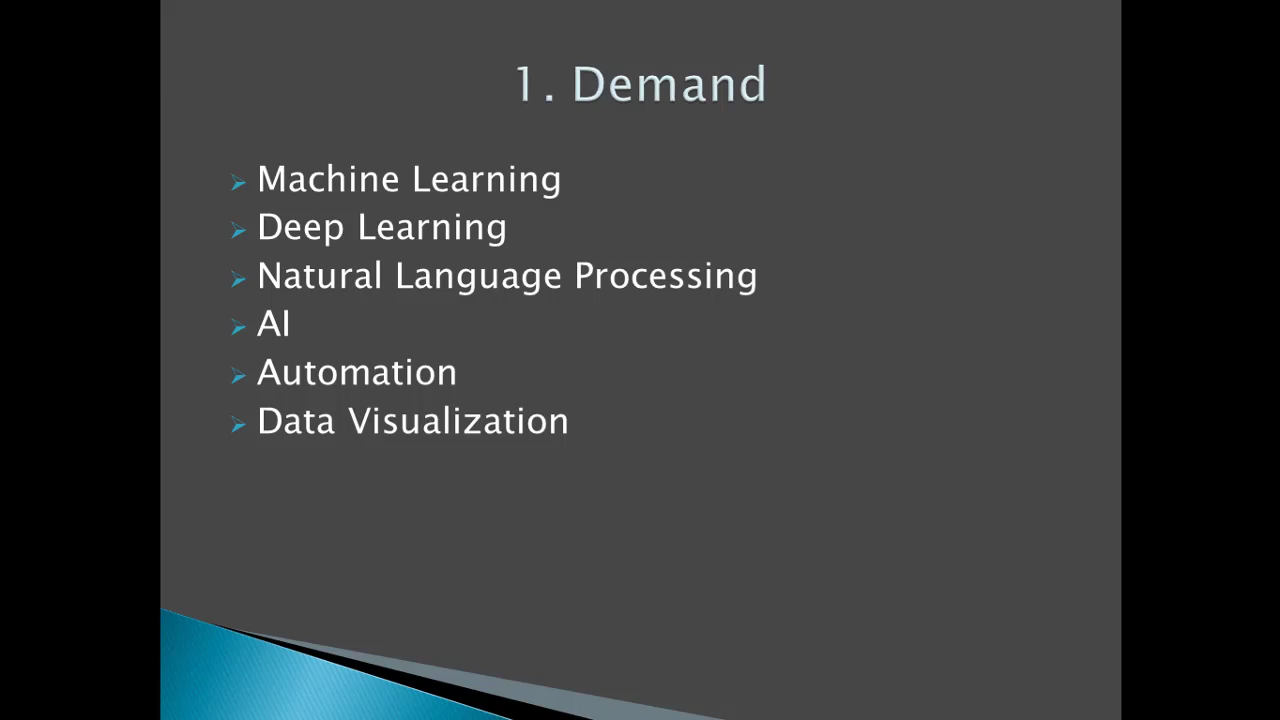 1. Demand
Machine Learning
Deep Learning
Natural Language Processing
AI
Automation
Data Visualization